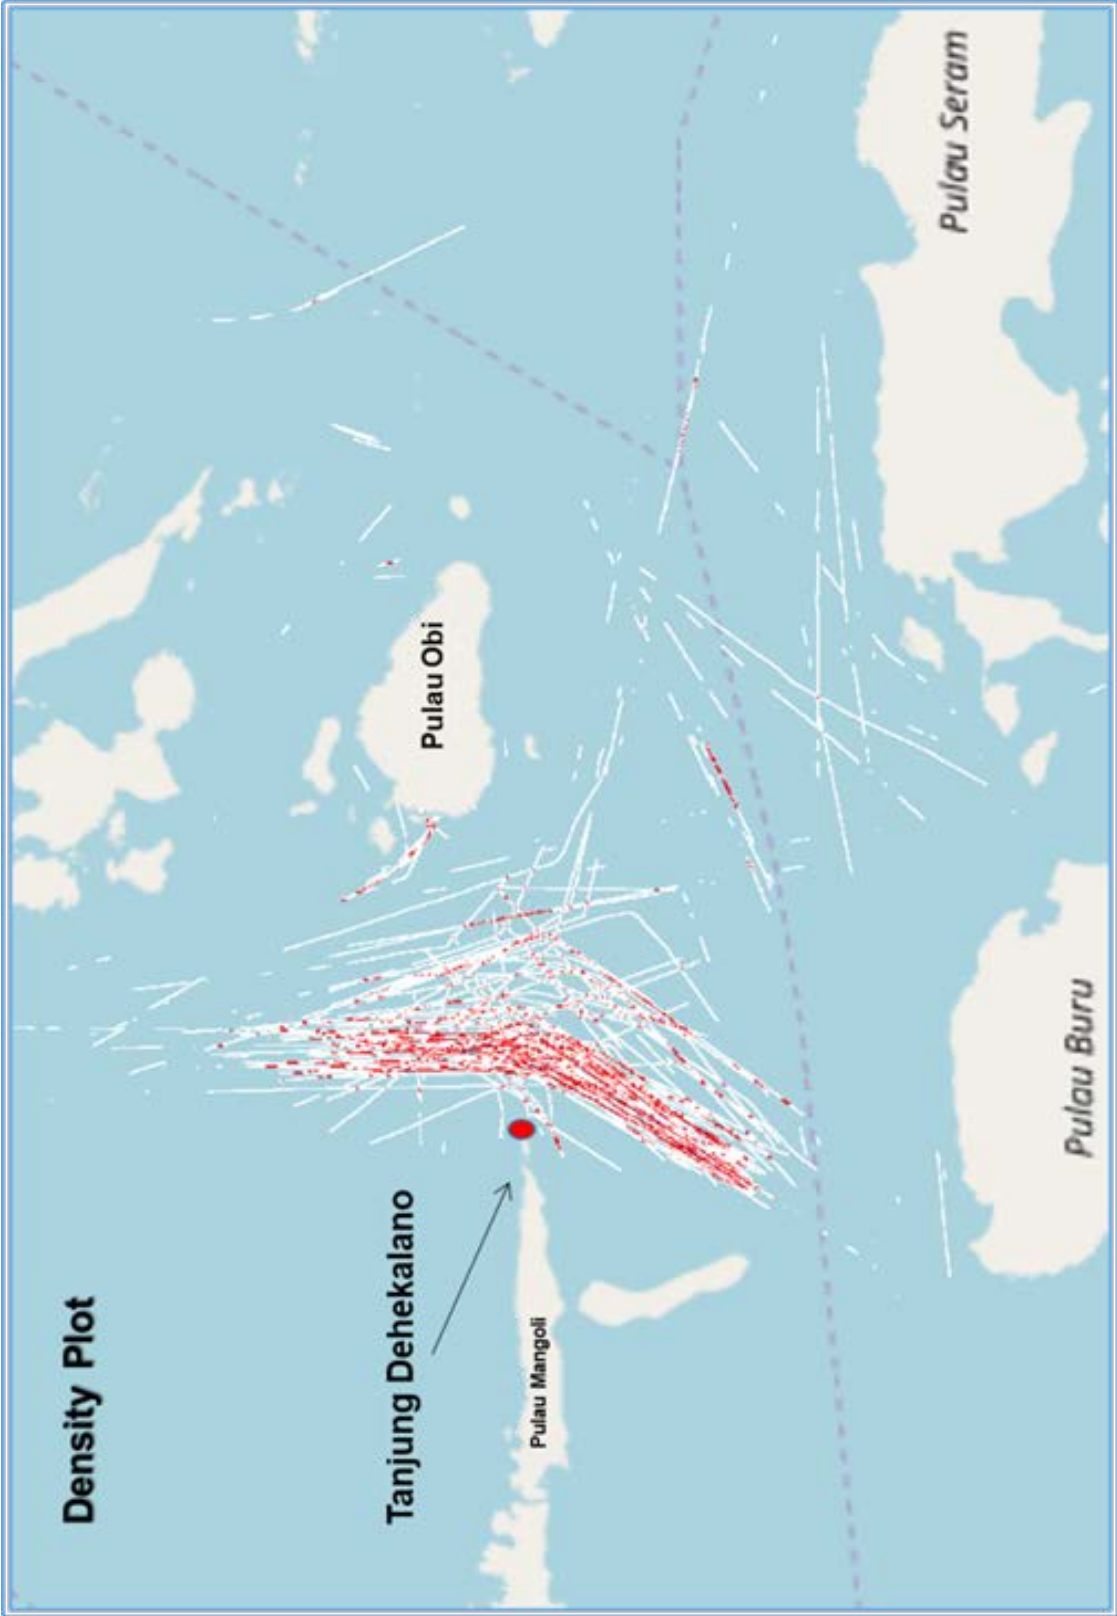 Density Plot
Tanjung Dehekalano
Pulau Mangoli
Pulau Obi
Pulau Buru
Pulau Seram